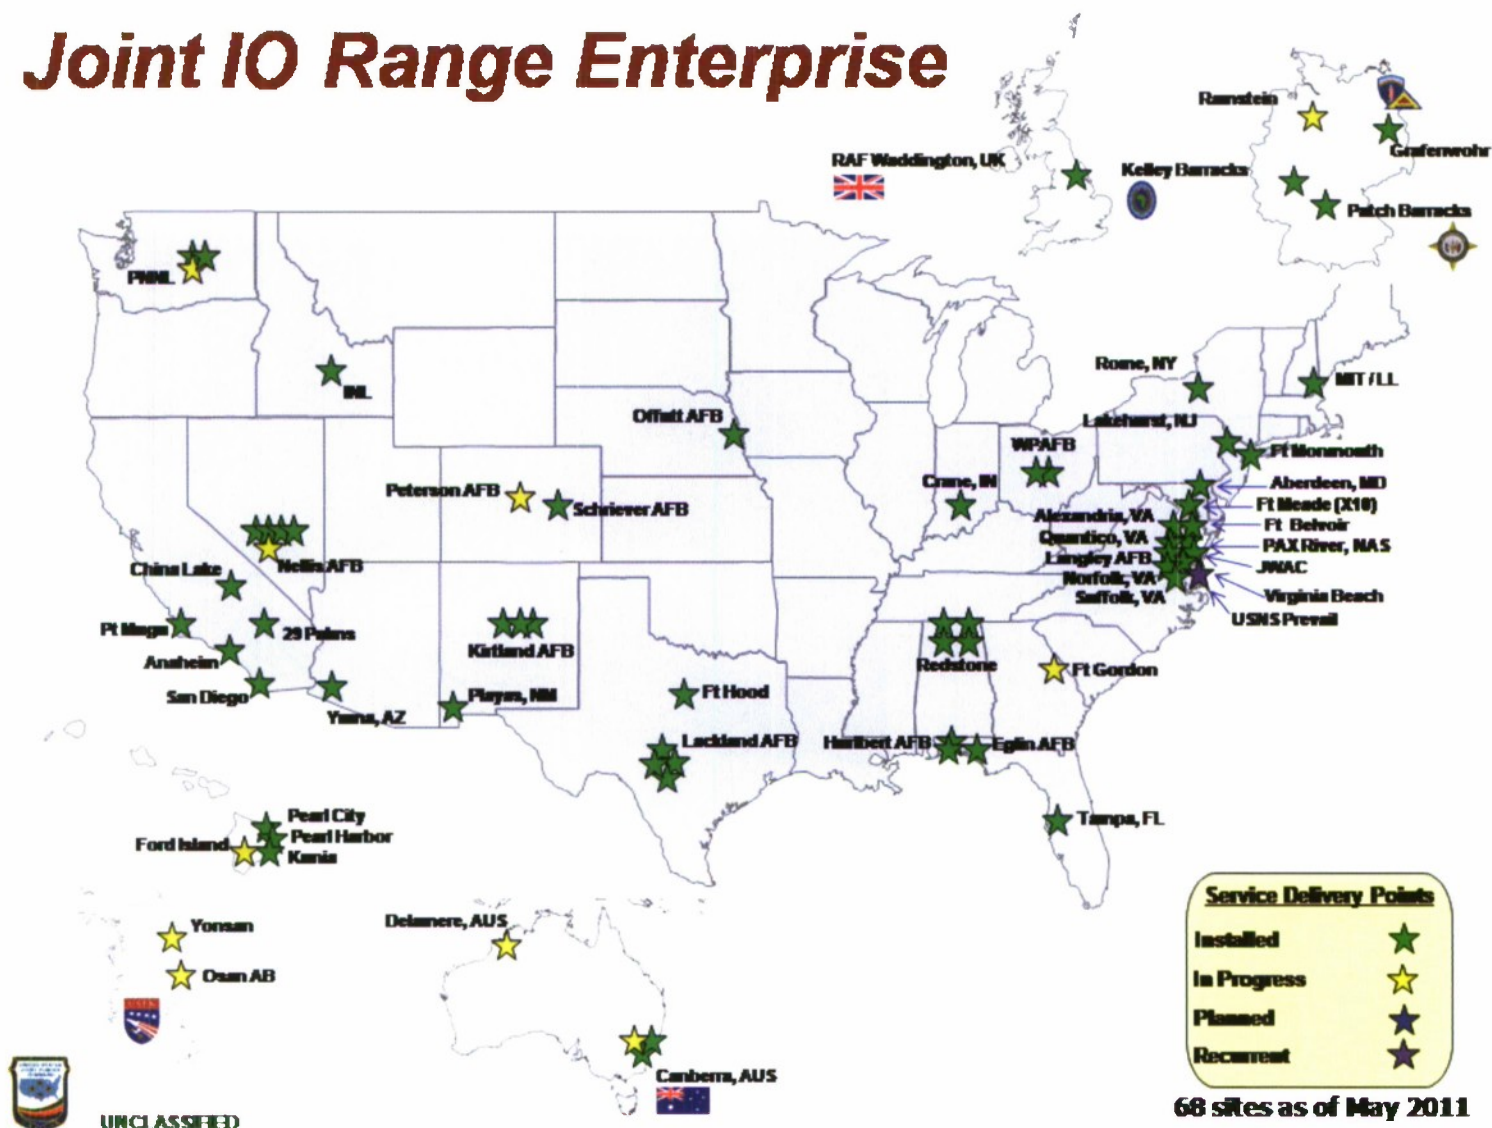 Joint IO Range Enterprise
Ramstein
Grafenwohr
RAF Waddington, UK
Kelley Barracks
Patch Barracks
PNNL
INL
Rome, NY
MIT / LL
Offutt AFB
Lakehurst, NJ
WPAFB
Ft Monmouth
Peterson AFB
Crane, IN
Aberdeen, MD
Schriever AFB
Ft Meade (X10)
Alexandria, VA
Ft Belvoir
Quantico, VA
PAX River, NAS
Langley AFB
JWAC
Nellis AFB
China Lake
Norfolk, VA
Virginia Beach
Suffolk, VA
USNS Prevail
Pt Mugu
29 Palms
Anaheim
Kirtland AFB
Redstone
Ft Gordon
San Diego
Playas, NM
Ft Hood
Yuma, AZ
Lackland AFB
Hurlbert AFB
Eglin AFB
Pearl City
Tampa, FL
Pearl Harbor
Ford Island
Kunia
Yonsan
Delamere, AUS
Osan AB
Canberra, AUS
Service Delivery Points
Installed
In Progress
Planned
Recurrent
68 sites as of May 2011
UNCLASSIFIED